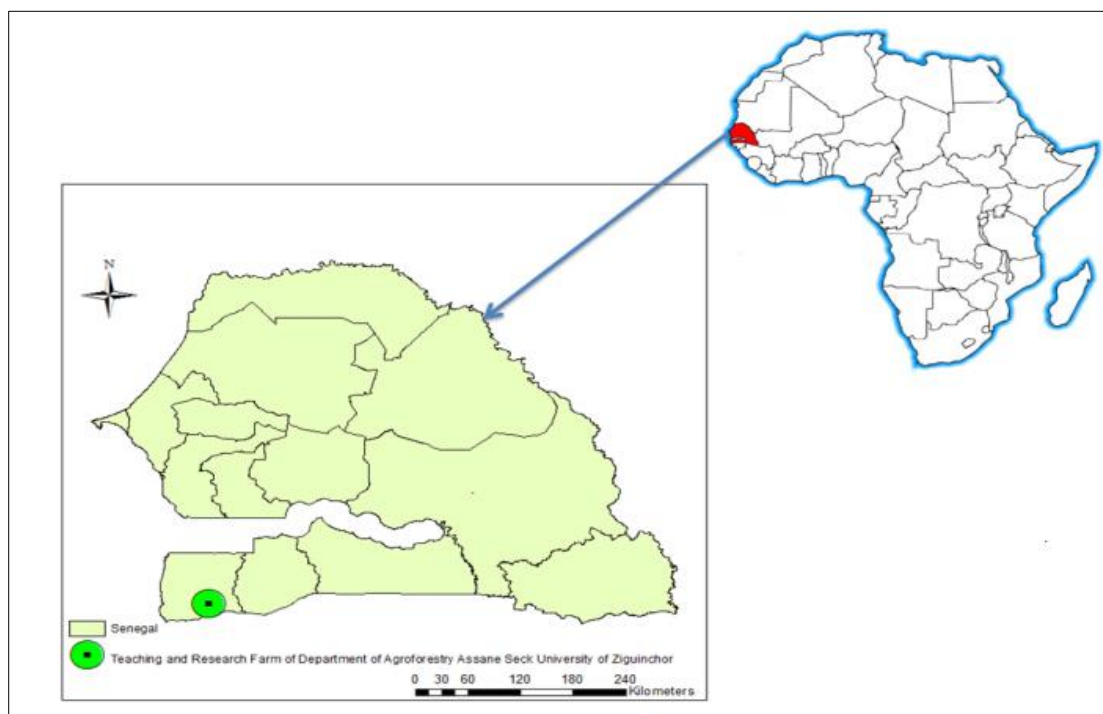 N
Senegal
Teaching and Research Farm of Department of Agroforestry Assane Seck University of Ziguinchor
0 30 60 120 180 240
Kilometers